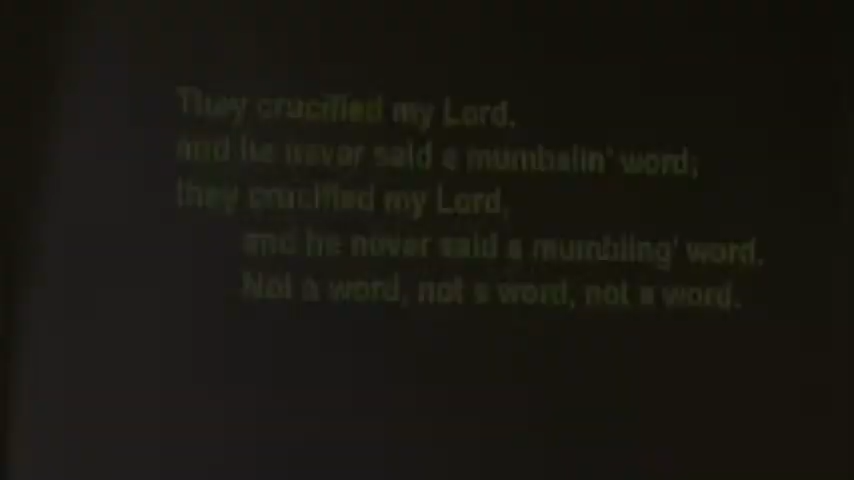 They crucified my Lord.
and he never said a mumbalin' word;
they crucified my Lord,
and he never said a mumbling' word.
Not a word, not a word, not a word.